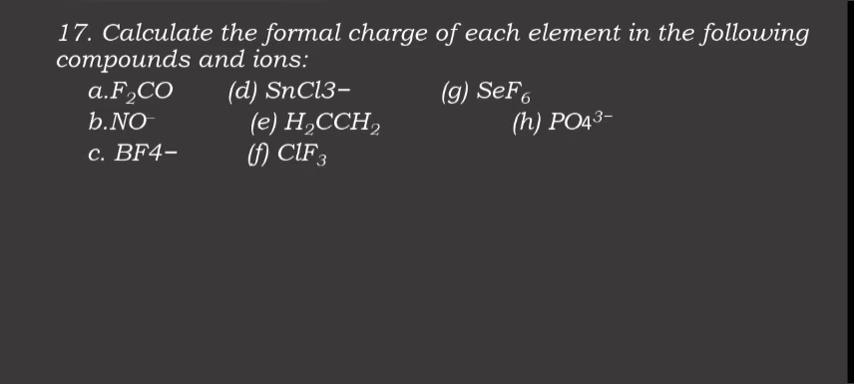 17. Calculate the formal charge of each element in the following
compounds and ions:
a.F₂CO (d) SnCl3− (g) SeF₆
b.NO⁻ (e) H₂CCH₂ (h) PO4³⁻
c. BF4− (f) ClF₃